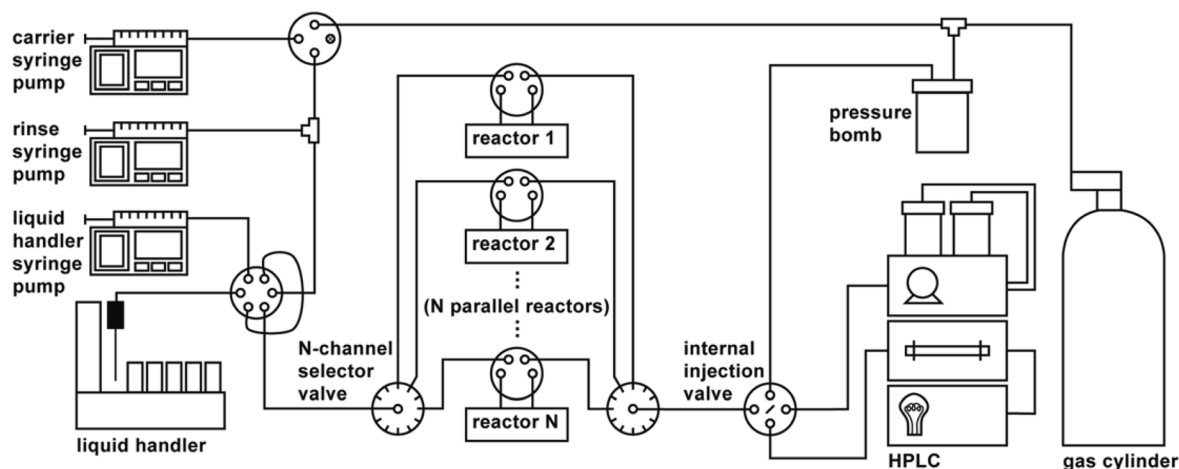 carrier
syringe
pump
rinse
syringe
pump
liquid
handler
syringe
pump
liquid handler
N-channel
selector
valve
reactor 1
reactor 2
(N parallel reactors)
reactor N
internal
injection
valve
pressure
bomb
HPLC
gas cylinder